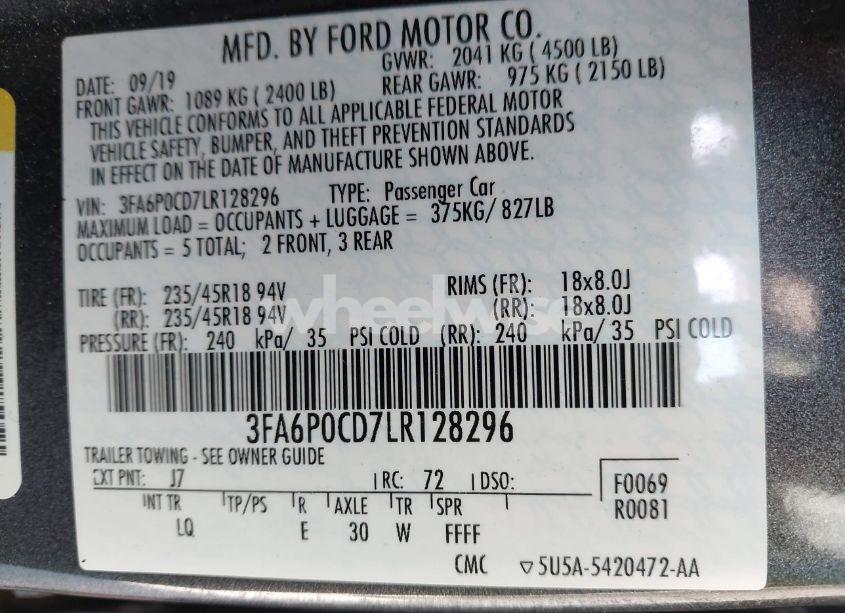 MFD. BY FORD MOTOR CO.
DATE: 09/19 GVWR: 2041 KG ( 4500 LB)
FRONT GAWR: 1089 KG ( 2400 LB) REAR GAWR: 975 KG ( 2150 LB)
THIS VEHICLE CONFORMS TO ALL APPLICABLE FEDERAL MOTOR
VEHICLE SAFETY, BUMPER, AND THEFT PREVENTION STANDARDS
IN EFFECT ON THE DATE OF MANUFACTURE SHOWN ABOVE.
VIN: 3FA6P0CD7LR128296 TYPE: Passenger Car
MAXIMUM LOAD = OCCUPANTS + LUGGAGE = 375KG/ 827LB
OCCUPANTS = 5 TOTAL; 2 FRONT, 3 REAR
TIRE (FR): 235/45R18 94V RIMS (FR): 18x8.0J
(RR): 235/45R18 94V (RR): 18x8.0J
wheelwise
PRESSURE (FR): 240 kPa/ 35 PSI COLD (RR): 240 kPa/ 35 PSI COLD
3FA6P0CD7LR128296
TRAILER TOWING - SEE OWNER GUIDE
EXT PNT: J7 RC: 72 DSO: F0069
INT TR TP/PS R AXLE TR SPR R0081
LQ E 30 W FFFF
CMC ▽5U5A-5420472-AA